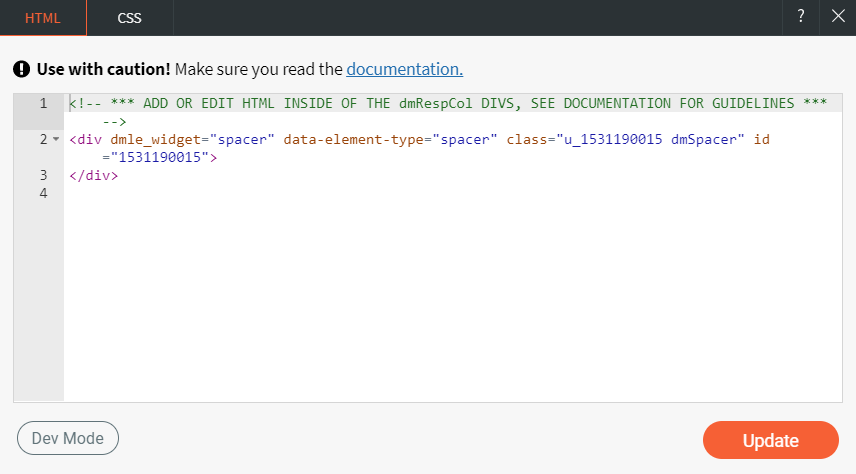 HTML CSS ? ×
! Use with caution! Make sure you read the documentation.
1 <!-- *** ADD OR EDIT HTML INSIDE OF THE dmRespCol DIVS, SEE DOCUMENTATION FOR GUIDELINES ***
-->
2 <div dmle_widget="spacer" data-element-type="spacer" class="u_1531190015 dmSpacer" id
="1531190015">
3 </div>
4
Dev Mode Update